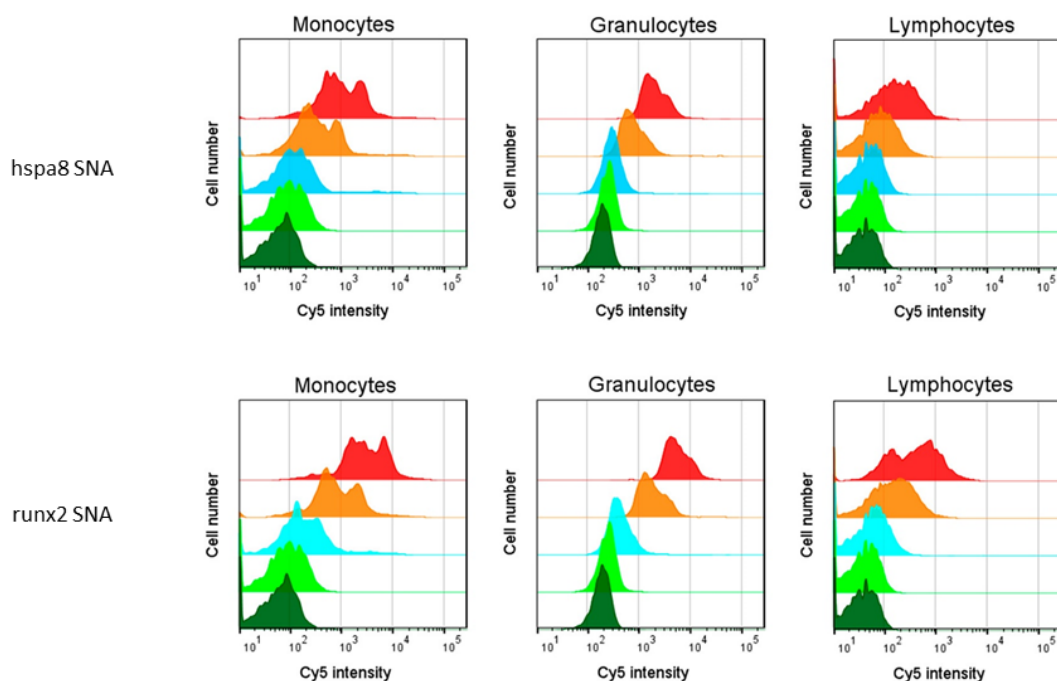 Monocytes Granulocytes Lymphocytes
hspa8 SNA
Cell number Cell number Cell number
10¹ 10² 10³ 10⁴ 10⁵ 10¹ 10² 10³ 10⁴ 10⁵ 10¹ 10² 10³ 10⁴ 10⁵
Cy5 intensity Cy5 intensity Cy5 intensity
Monocytes Granulocytes Lymphocytes
runx2 SNA
Cell number Cell number Cell number
10¹ 10² 10³ 10⁴ 10⁵ 10¹ 10² 10³ 10⁴ 10⁵ 10¹ 10² 10³ 10⁴ 10⁵
Cy5 intensity Cy5 intensity Cy5 intensity